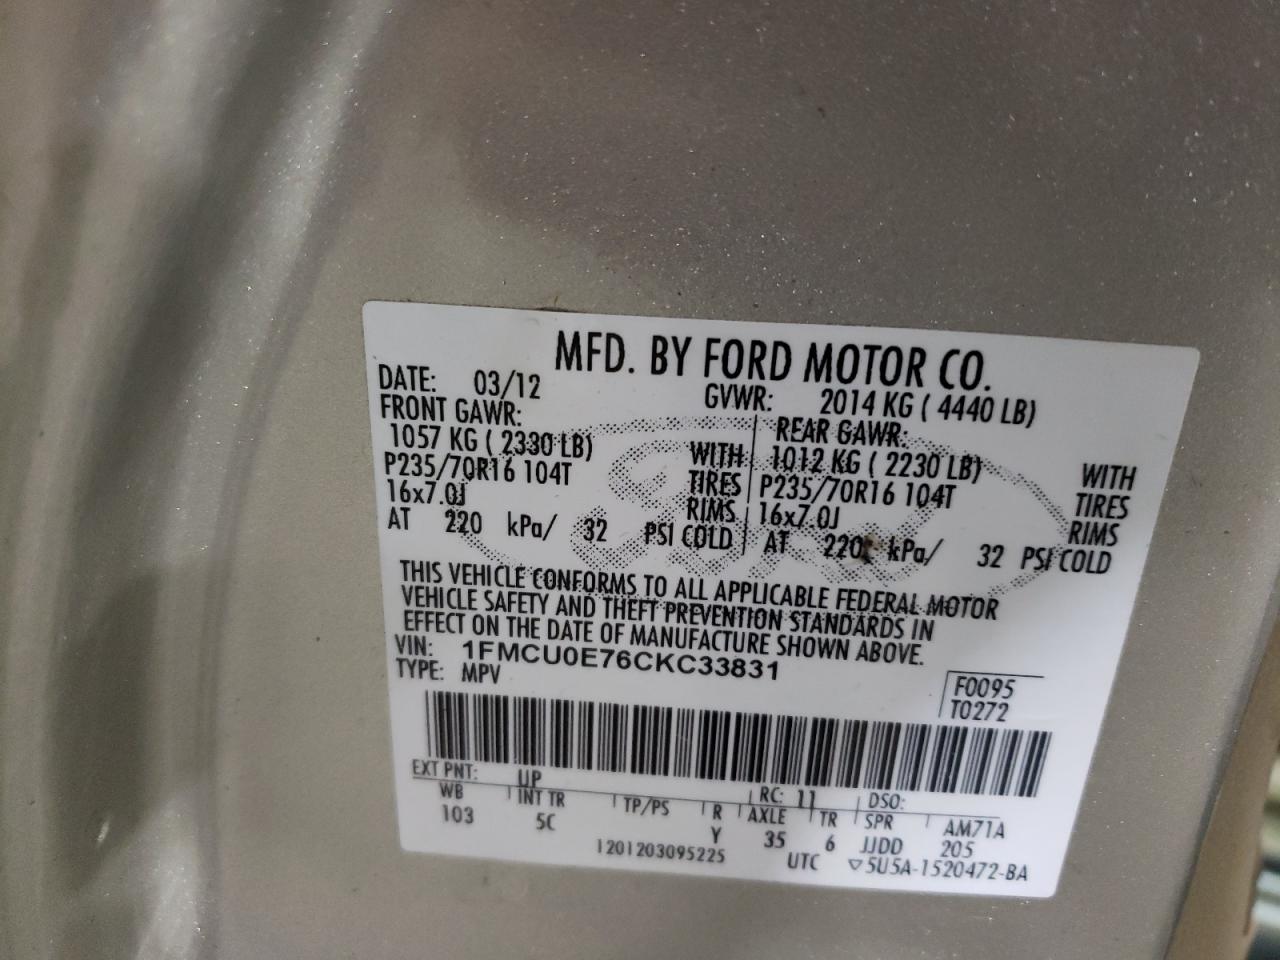 MFD. BY FORD MOTOR CO.
DATE: 03/12 GVWR: 2014 KG ( 4440 LB)
FRONT GAWR: REAR GAWR:
1057 KG ( 2330 LB) WITH 1012 KG ( 2230 LB) WITH
P235/70R16 104T TIRES P235/70R16 104T TIRES
16x7.0J RIMS 16x7.0J RIMS
AT 220 kPa/ 32 PSI COLD AT 220 kPa/ 32 PSI COLD
THIS VEHICLE CONFORMS TO ALL APPLICABLE FEDERAL MOTOR
VEHICLE SAFETY AND THEFT PREVENTION STANDARDS IN
EFFECT ON THE DATE OF MANUFACTURE SHOWN ABOVE.
VIN: 1FMCU0E76CKC33831
TYPE: MPV
F0095
T0272
EXT PNT: UP RC: 11 DSO:
WB INT TR TP/PS R AXLE TR SPR AM71A
103 5C Y 35 6 JJDD 205
1201203095225 UTC ▽5U5A-1520472-BA